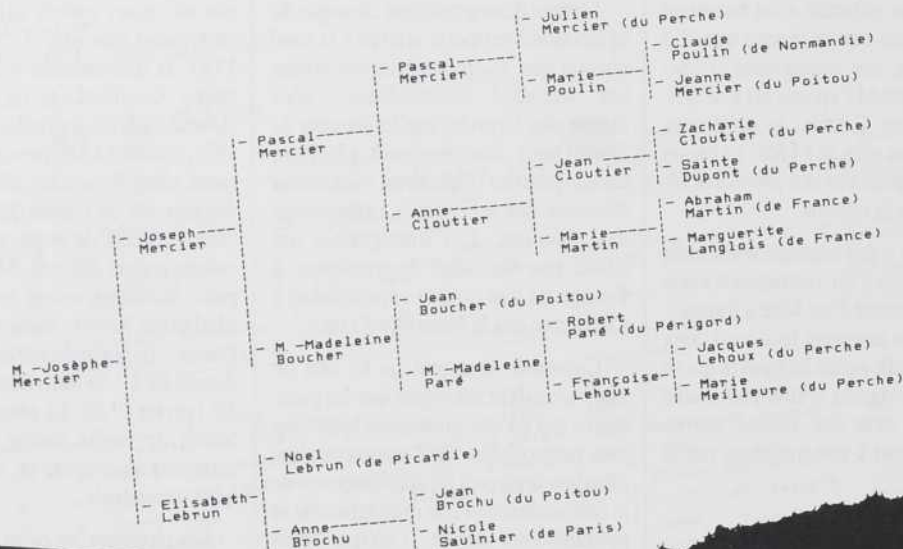 - Julien
Mercier (du Perche)
- Claude
Poulin (de Normandie)
- Pascal
Mercier
- Marie
Poulin
- Jeanne
Mercier (du Poitou)
- Zacharie
Cloutier (du Perche)
- Pascal
Mercier
- Jean
Cloutier
- Sainte
Dupont (du Perche)
- Anne
Cloutier
- Abraham
Martin (de France)
- Joseph
Mercier
- Marie
Martin
- Marguerite
Langlois (de France)
- Jean
Boucher (du Poitou)
- M.-Madeleine
Boucher
- Robert
Paré (du Périgord)
M.-Josèphe
Mercier
- M.-Madeleine
Paré
- Jacques
Lehoux (du Perche)
- Françoise
Lehoux
- Marie
Meilleure (du Perche)
- Noel
Lebrun (de Picardie)
- Elisabeth
Lebrun
- Jean
Brochu (du Poitou)
- Anne
Brochu
- Nicole
Saulnier (de Paris)